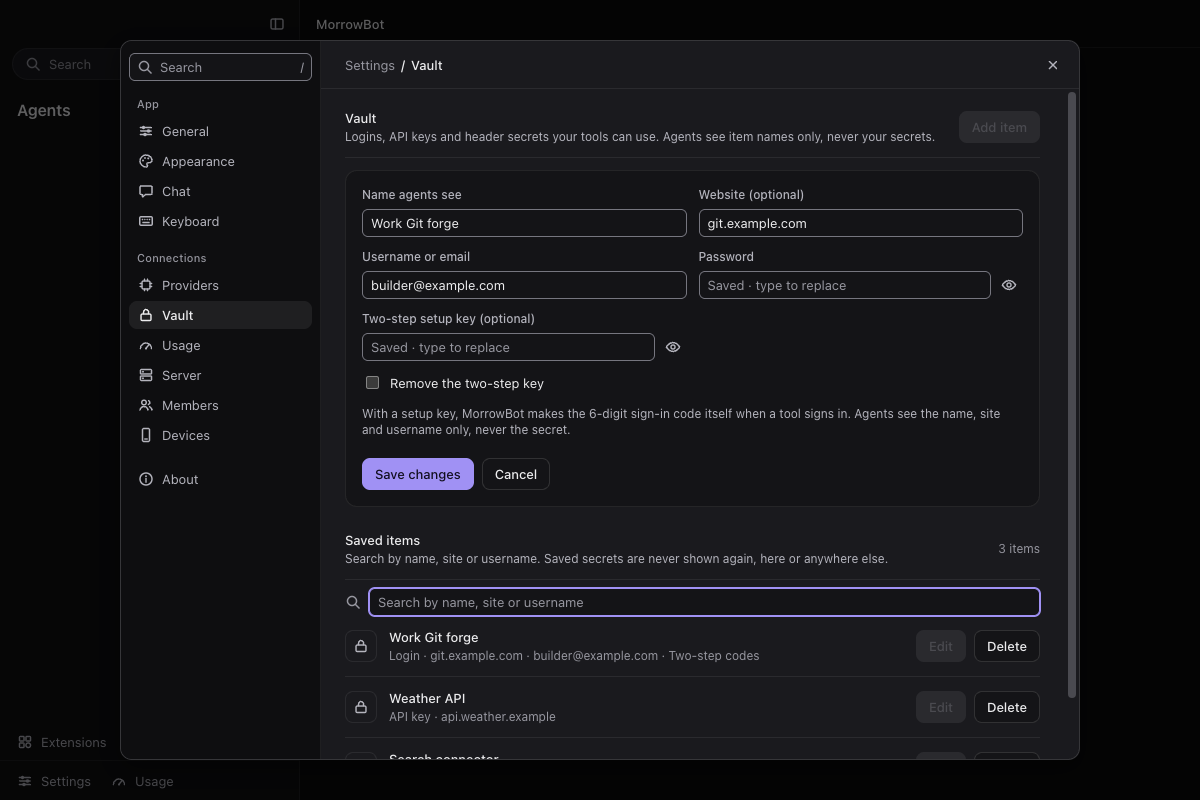 MorrowBot
Search
Agents
Extensions
Settings
Usage
Search /
App
General
Appearance
Chat
Keyboard
Connections
Providers
Vault
Usage
Server
Members
Devices
About
Settings / Vault
Vault
Logins, API keys and header secrets your tools can use. Agents see item names only, never your secrets.
Add item
Name agents see
Website (optional)
Work Git forge
git.example.com
Username or email
Password
builder@example.com
Saved · type to replace
Two-step setup key (optional)
Saved · type to replace
Remove the two-step key
With a setup key, MorrowBot makes the 6-digit sign-in code itself when a tool signs in. Agents see the name, site
and username only, never the secret.
Save changes
Cancel
Saved items
Search by name, site or username. Saved secrets are never shown again, here or anywhere else.
3 items
Search by name, site or username
Work Git forge
Login · git.example.com · builder@example.com · Two-step codes
Edit
Delete
Weather API
API key · api.weather.example
Edit
Delete
Search connector